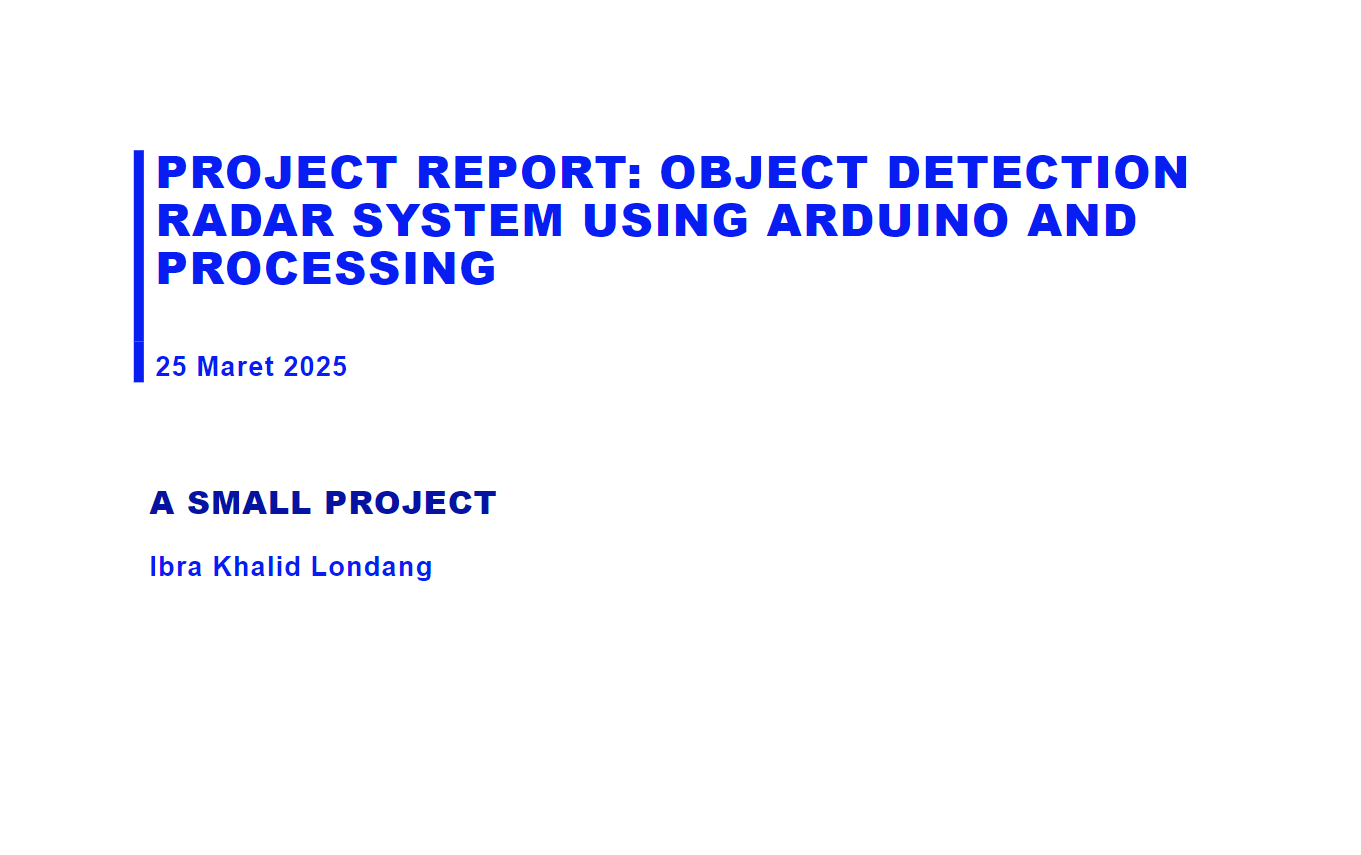 PROJECT REPORT: OBJECT DETECTION
RADAR SYSTEM USING ARDUINO AND
PROCESSING
25 Maret 2025
A SMALL PROJECT
Ibra Khalid Londang